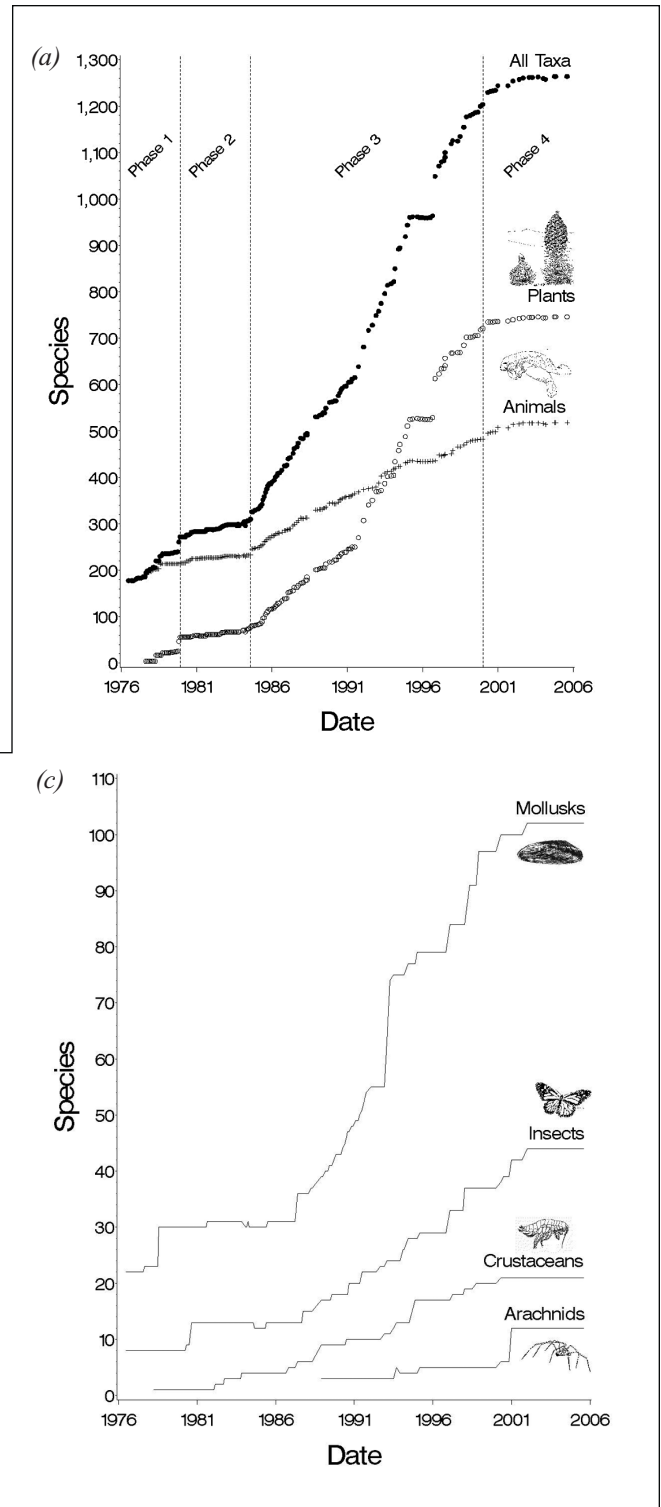 (a)
1,300
1,200
1,100
1,000
900
800
700
600
500
400
300
200
100
0
Species
Phase 1
Phase 2
Phase 3
Phase 4
All Taxa
Plants
Animals
1976 1981 1986 1991 1996 2001 2006
Date
(c)
110
100
90
80
70
60
50
40
30
20
10
0
Species
Mollusks
Insects
Crustaceans
Arachnids
1976 1981 1986 1991 1996 2001 2006
Date